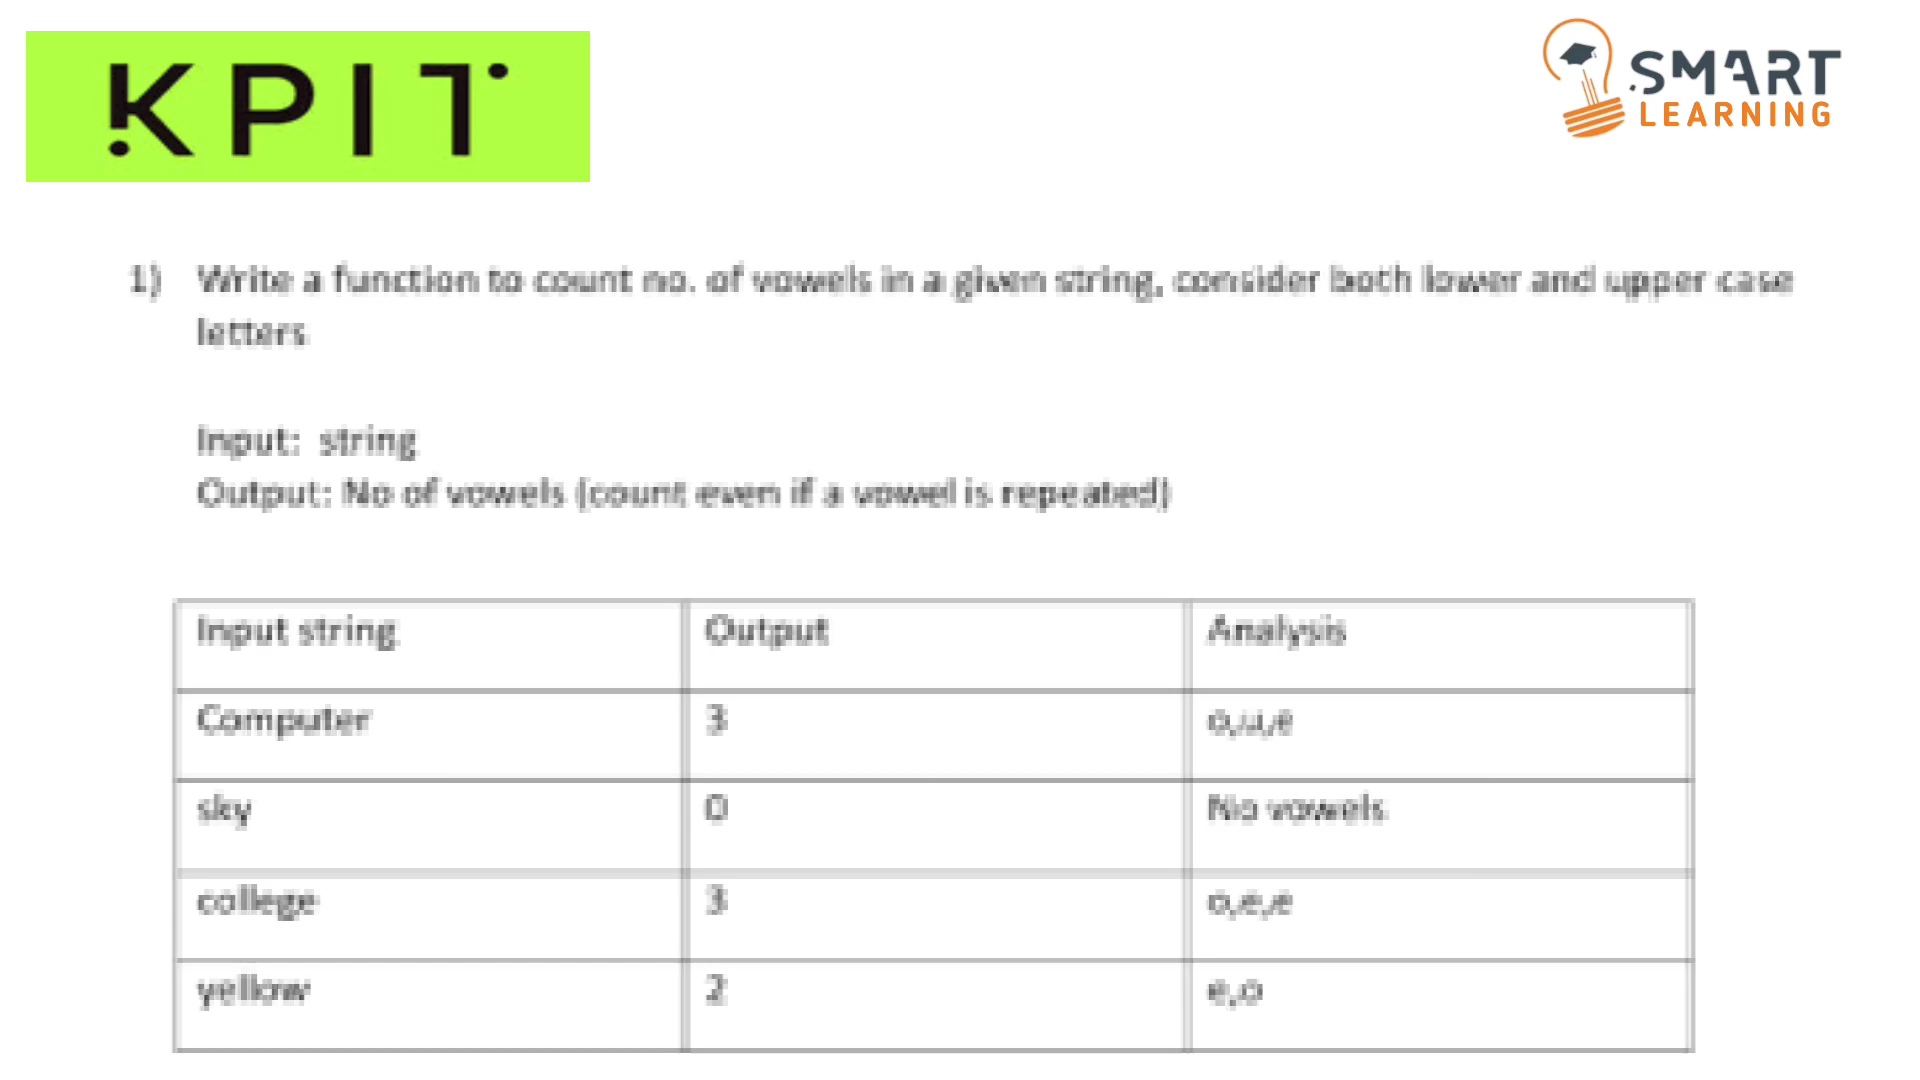 KPIT
SMART
LEARNING
1) Write a function to count no. of vowels in a given string, consider both lower and upper case
letters
Input: string
Output: No of vowels (count even if a vowel is repeated)
Input string Output Analysis
Computer 3 o,u,e
sky 0 No vowels
college 3 o,e,e
yellow 2 e,o